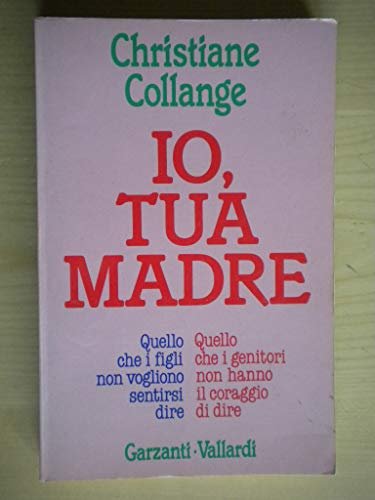 Christiane
Collange
IO,
TUA
MADRE
Quello
che i figli
non vogliono
sentirsi
dire
Quello
che i genitori
non hanno
il coraggio
di dire
Garzanti · Vallardi